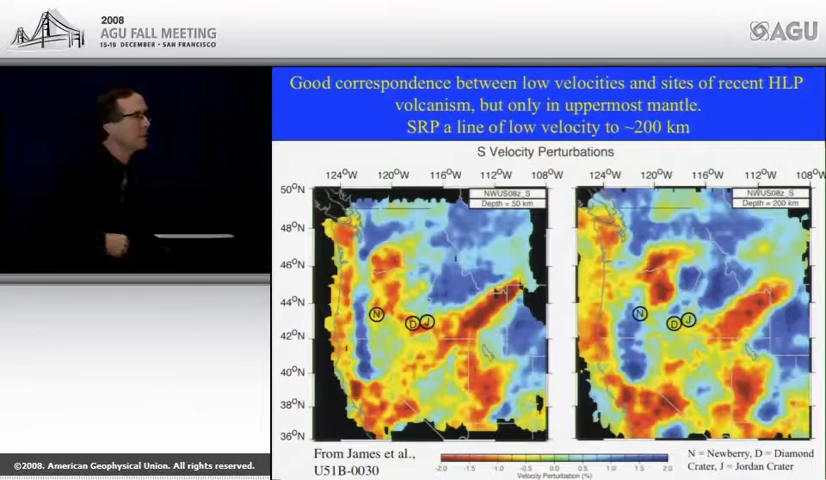 2008
AGU FALL MEETING
15-19 DECEMBER • SAN FRANCISCO
AGU
Good correspondence between low velocities and sites of recent HLP
volcanism, but only in uppermost mantle.
SRP a line of low velocity to ~200 km
S Velocity Perturbations
124°W 120°W 116°W 112°W 108°W 124°W 120°W 116°W 112°W 108°W
NWUS08z_S
Depth = 50 km
NWUS08z_S
Depth = 200 km
50°N
48°N
46°N
44°N
42°N
40°N
38°N
36°N
N D J
N D J
From James et al.,
U51B-0030
-2.0 -1.5 -1.0 -0.5 0.0 0.5 1.0 1.5 2.0
Velocity Perturbation (%)
N = Newberry, D = Diamond
Crater, J = Jordan Crater
©2008. American Geophysical Union. All rights reserved.